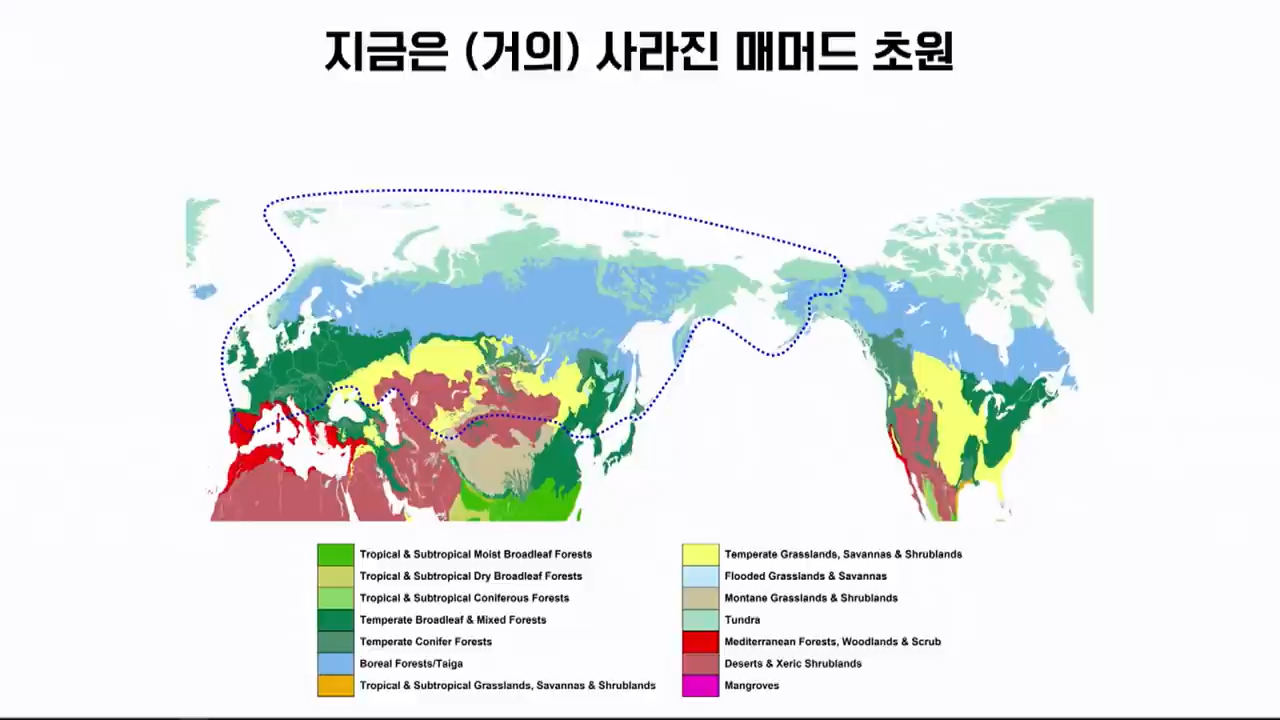 지금은 (거의) 사라진 매머드 초원
Tropical & Subtropical Moist Broadleaf Forests
Tropical & Subtropical Dry Broadleaf Forests
Tropical & Subtropical Coniferous Forests
Temperate Broadleaf & Mixed Forests
Temperate Conifer Forests
Boreal Forests/Taiga
Tropical & Subtropical Grasslands, Savannas & Shrublands
Temperate Grasslands, Savannas & Shrublands
Flooded Grasslands & Savannas
Montane Grasslands & Shrublands
Tundra
Mediterranean Forests, Woodlands & Scrub
Deserts & Xeric Shrublands
Mangroves